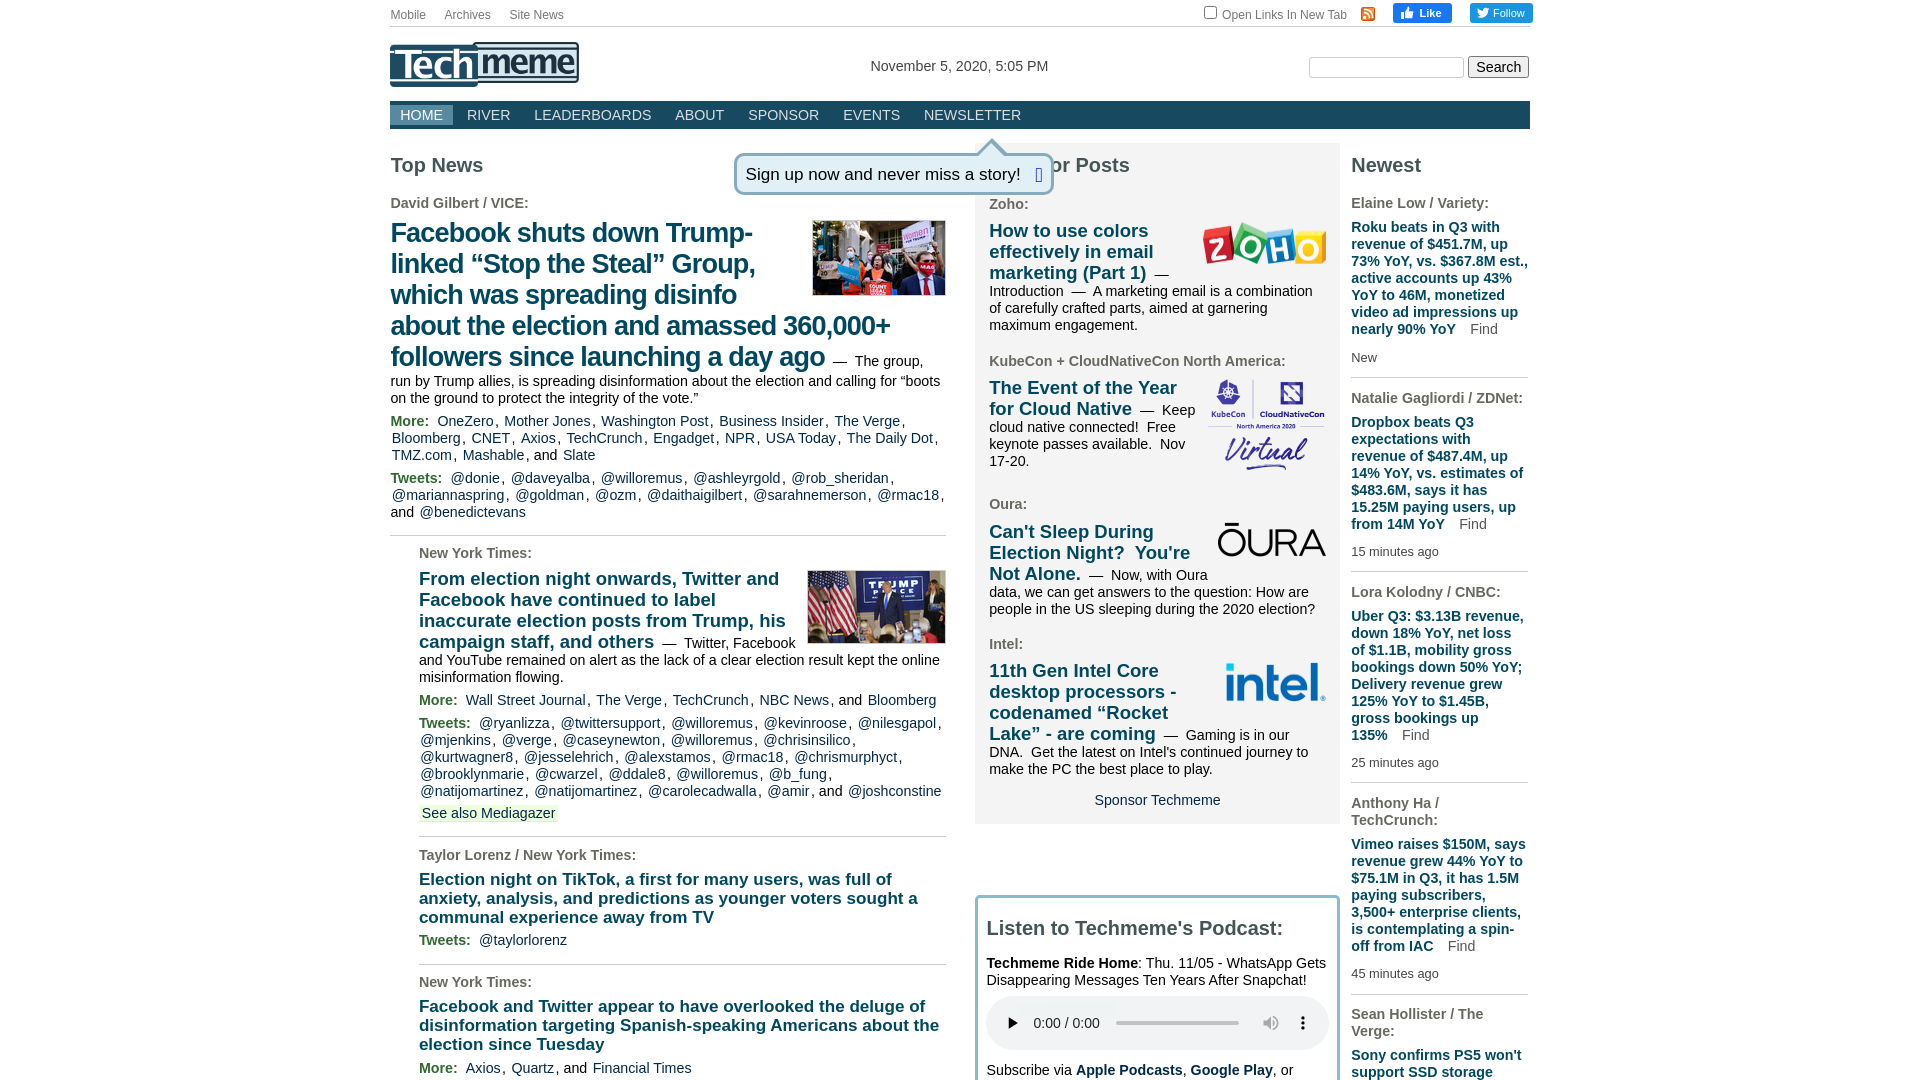 Mobile Archives Site News
Open Links In New Tab
Like
Follow
Techmeme
November 5, 2020, 5:05 PM
Search
HOME RIVER LEADERBOARDS ABOUT SPONSOR EVENTS NEWSLETTER
Sign up now and never miss a story!
Top News
David Gilbert / VICE:
Facebook shuts down Trump-
linked “Stop the Steal” Group,
which was spreading disinfo
about the election and amassed 360,000+
followers since launching a day ago — The group,
run by Trump allies, is spreading disinformation about the election and calling for “boots
on the ground to protect the integrity of the vote.”
More: OneZero, Mother Jones, Washington Post, Business Insider, The Verge,
Bloomberg, CNET, Axios, TechCrunch, Engadget, NPR, USA Today, The Daily Dot,
TMZ.com, Mashable, and Slate
Tweets: @donie, @daveyalba, @willoremus, @ashleyrgold, @rob_sheridan,
@mariannaspring, @goldman, @ozm, @daithaigilbert, @sarahnemerson, @rmac18,
and @benedictevans
New York Times:
From election night onwards, Twitter and
Facebook have continued to label
inaccurate election posts from Trump, his
campaign staff, and others — Twitter, Facebook
and YouTube remained on alert as the lack of a clear election result kept the online
misinformation flowing.
TRUMP
PENCE
More: Wall Street Journal, The Verge, TechCrunch, NBC News, and Bloomberg
Tweets: @ryanlizza, @twittersupport, @willoremus, @kevinroose, @nilesgapol,
@mjenkins, @verge, @caseynewton, @willoremus, @chrisinsilico,
@kurtwagner8, @jesselehrich, @alexstamos, @rmac18, @chrismurphyct,
@brooklynmarie, @cwarzel, @ddale8, @willoremus, @b_fung,
@natijomartinez, @natijomartinez, @carolecadwalla, @amir, and @joshconstine
See also Mediagazer
Taylor Lorenz / New York Times:
Election night on TikTok, a first for many users, was full of
anxiety, analysis, and predictions as younger voters sought a
communal experience away from TV
Tweets: @taylorlorenz
New York Times:
Facebook and Twitter appear to have overlooked the deluge of
disinformation targeting Spanish-speaking Americans about the
election since Tuesday
More: Axios, Quartz, and Financial Times
or Posts
Zoho:
How to use colors
effectively in email
marketing (Part 1) —
Introduction — A marketing email is a combination
of carefully crafted parts, aimed at garnering
maximum engagement.
ZOHO
KubeCon + CloudNativeCon North America:
The Event of the Year
for Cloud Native — Keep
cloud native connected! Free
keynote passes available. Nov
17-20.
KubeCon CloudNativeCon
North America 2020
Virtual
Oura:
Can't Sleep During
Election Night? You're
Not Alone. — Now, with Oura
data, we can get answers to the question: How are
people in the US sleeping during the 2020 election?
ŌURA
Intel:
11th Gen Intel Core
desktop processors -
codenamed “Rocket
Lake” - are coming — Gaming is in our
DNA. Get the latest on Intel's continued journey to
make the PC the best place to play.
intel®
Sponsor Techmeme
Listen to Techmeme's Podcast:
Techmeme Ride Home: Thu. 11/05 - WhatsApp Gets
Disappearing Messages Ten Years After Snapchat!
0:00 / 0:00
Subscribe via Apple Podcasts, Google Play, or
Newest
Elaine Low / Variety:
Roku beats in Q3 with
revenue of $451.7M, up
73% YoY, vs. $367.8M est.,
active accounts up 43%
YoY to 46M, monetized
video ad impressions up
nearly 90% YoY Find
New
Natalie Gagliordi / ZDNet:
Dropbox beats Q3
expectations with
revenue of $487.4M, up
14% YoY, vs. estimates of
$483.6M, says it has
15.25M paying users, up
from 14M YoY Find
15 minutes ago
Lora Kolodny / CNBC:
Uber Q3: $3.13B revenue,
down 18% YoY, net loss
of $1.1B, mobility gross
bookings down 50% YoY;
Delivery revenue grew
125% YoY to $1.45B,
gross bookings up
135% Find
25 minutes ago
Anthony Ha /
TechCrunch:
Vimeo raises $150M, says
revenue grew 44% YoY to
$75.1M in Q3, it has 1.5M
paying subscribers,
3,500+ enterprise clients,
is contemplating a spin-
off from IAC Find
45 minutes ago
Sean Hollister / The
Verge:
Sony confirms PS5 won't
support SSD storage